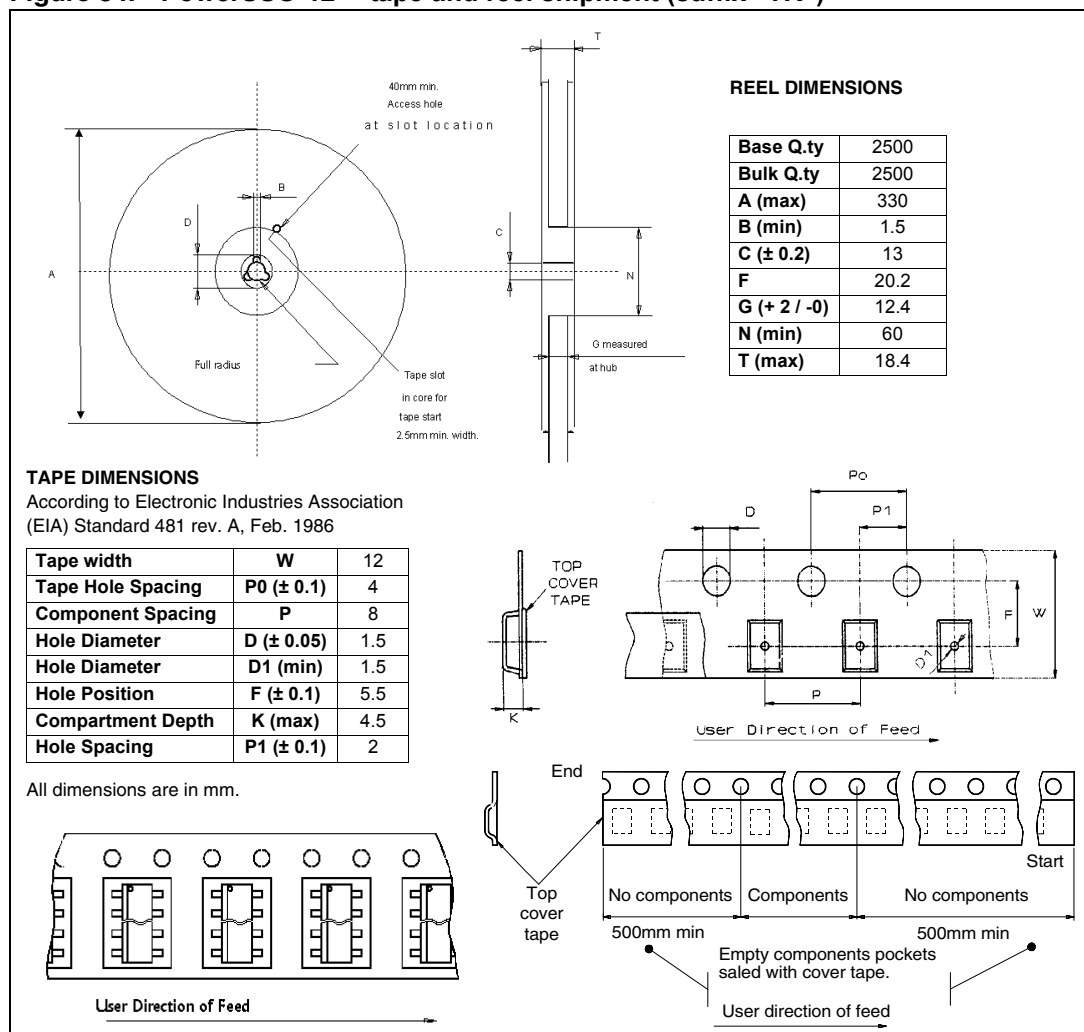 40mm min.
Access hole
at slot location
T
B
D
C
A
N
Full radius
Tape slot
in core for
tape start
2.5mm min. width.
G measured
at hub
REEL DIMENSIONS
Base Q.ty 2500
Bulk Q.ty 2500
A (max) 330
B (min) 1.5
C (± 0.2) 13
F 20.2
G (+ 2 / -0) 12.4
N (min) 60
T (max) 18.4
TAPE DIMENSIONS
According to Electronic Industries Association
(EIA) Standard 481 rev. A, Feb. 1986
Tape width W 12
Tape Hole Spacing P0 (± 0.1) 4
Component Spacing P 8
Hole Diameter D (± 0.05) 1.5
Hole Diameter D1 (min) 1.5
Hole Position F (± 0.1) 5.5
Compartment Depth K (max) 4.5
Hole Spacing P1 (± 0.1) 2
All dimensions are in mm.
TOP
COVER
TAPE
K
Po
P1
D
F
W
D1
P
User Direction of Feed
End
Start
Top
cover
tape
No components
Components
No components
500mm min
500mm min
Empty components pockets
saled with cover tape.
User direction of feed
User Direction of Feed